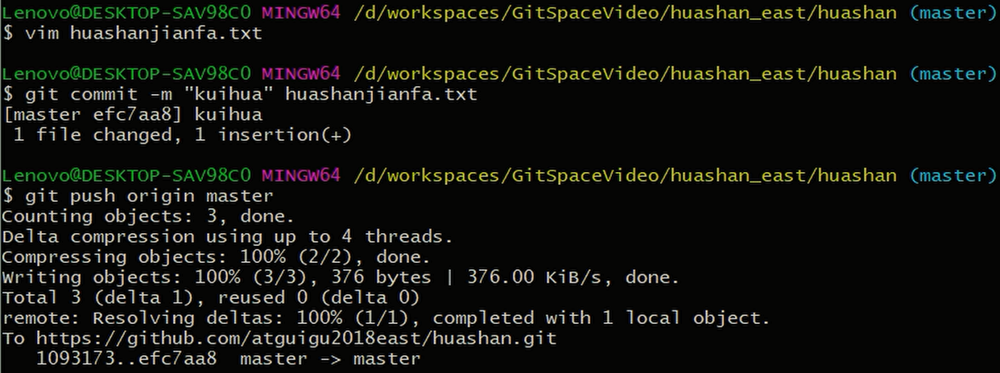 Lenovo@DESKTOP-SAV98C0 MINGW64 /d/workspaces/GitSpaceVideo/huashan_east/huashan (master)
$ vim huashanjianfa.txt
Lenovo@DESKTOP-SAV98C0 MINGW64 /d/workspaces/GitSpaceVideo/huashan_east/huashan (master)
$ git commit -m "kuihua" huashanjianfa.txt
[master efc7aa8] kuihua
 1 file changed, 1 insertion(+)
Lenovo@DESKTOP-SAV98C0 MINGW64 /d/workspaces/GitSpaceVideo/huashan_east/huashan (master)
$ git push origin master
Counting objects: 3, done.
Delta compression using up to 4 threads.
Compressing objects: 100% (2/2), done.
Writing objects: 100% (3/3), 376 bytes | 376.00 KiB/s, done.
Total 3 (delta 1), reused 0 (delta 0)
remote: Resolving deltas: 100% (1/1), completed with 1 local object.
To https://github.com/atguigu2018east/huashan.git
   1093173..efc7aa8  master -> master